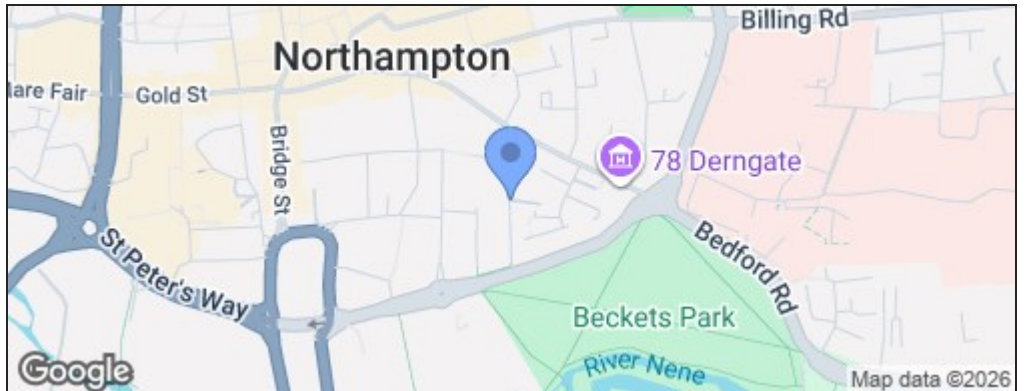 Billing Rd
Northampton
lare Fair
Gold St
Bridge St
78 Derngate
St Peter's Way
Bedford Rd
Beckets Park
River Nene
Google
Map data ©2026